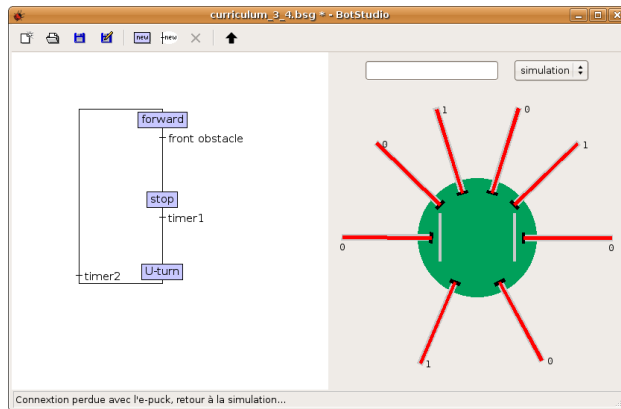 curriculum_3_4.bsg * - BotStudio
new
new
simulation
forward
front obstacle
stop
timer1
U-turn
timer2
1
0
0
1
0
0
1
0
Connextion perdue avec l'e-puck, retour à la simulation...